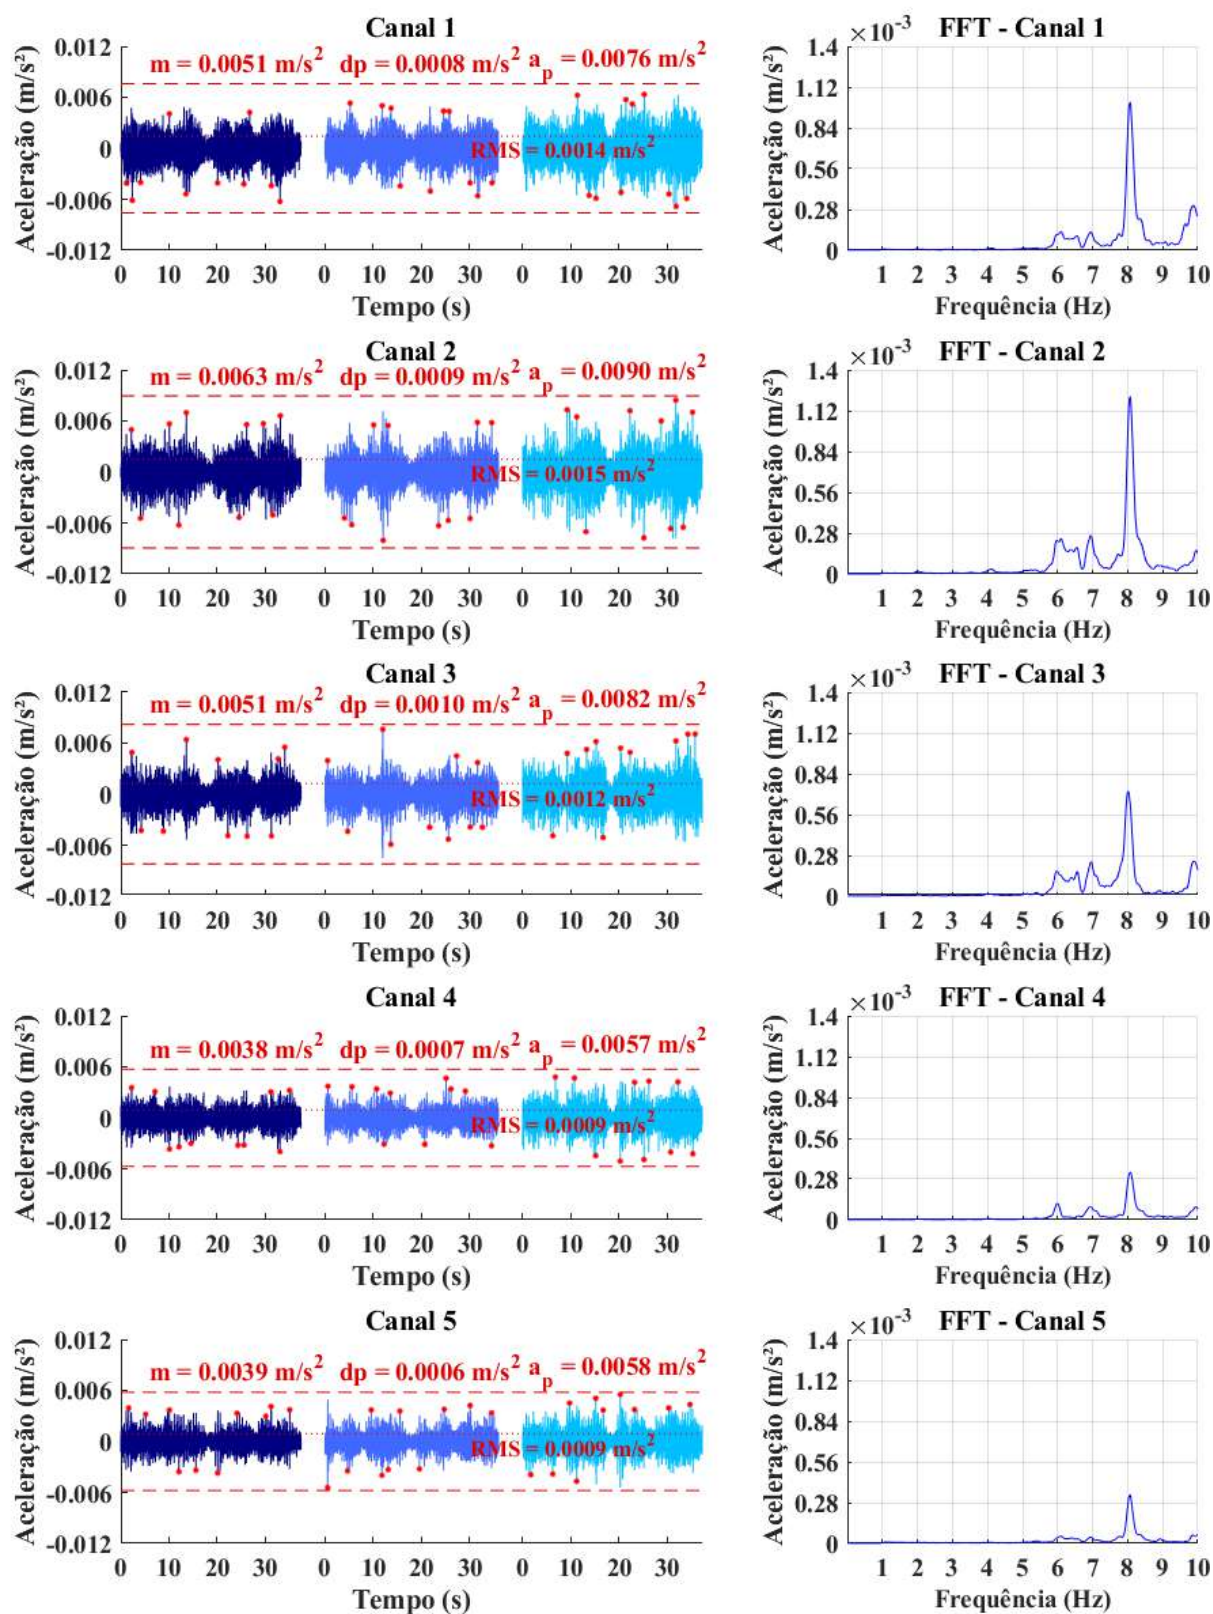 Canal 1
m = 0.0051 m/s² dp = 0.0008 m/s² a_p = 0.0076 m/s²
RMS = 0.0014 m/s²
Aceleração (m/s²)
0.012
0.006
0
-0.006
-0.012
0 10 20 30 0 10 20 30 0 10 20 30
Tempo (s)
FFT - Canal 1
×10⁻³
Aceleração (m/s²)
1.4
1.12
0.84
0.56
0.28
0
1 2 3 4 5 6 7 8 9 10
Frequência (Hz)
Canal 2
m = 0.0063 m/s² dp = 0.0009 m/s² a_p = 0.0090 m/s²
RMS = 0.0015 m/s²
Aceleração (m/s²)
0.012
0.006
0
-0.006
-0.012
0 10 20 30 0 10 20 30 0 10 20 30
Tempo (s)
FFT - Canal 2
×10⁻³
Aceleração (m/s²)
1.4
1.12
0.84
0.56
0.28
0
1 2 3 4 5 6 7 8 9 10
Frequência (Hz)
Canal 3
m = 0.0051 m/s² dp = 0.0010 m/s² a_p = 0.0082 m/s²
RMS = 0.0012 m/s²
Aceleração (m/s²)
0.012
0.006
0
-0.006
-0.012
0 10 20 30 0 10 20 30 0 10 20 30
Tempo (s)
FFT - Canal 3
×10⁻³
Aceleração (m/s²)
1.4
1.12
0.84
0.56
0.28
0
1 2 3 4 5 6 7 8 9 10
Frequência (Hz)
Canal 4
m = 0.0038 m/s² dp = 0.0007 m/s² a_p = 0.0057 m/s²
RMS = 0.0009 m/s²
Aceleração (m/s²)
0.012
0.006
0
-0.006
-0.012
0 10 20 30 0 10 20 30 0 10 20 30
Tempo (s)
FFT - Canal 4
×10⁻³
Aceleração (m/s²)
1.4
1.12
0.84
0.56
0.28
0
1 2 3 4 5 6 7 8 9 10
Frequência (Hz)
Canal 5
m = 0.0039 m/s² dp = 0.0006 m/s² a_p = 0.0058 m/s²
RMS = 0.0009 m/s²
Aceleração (m/s²)
0.012
0.006
0
-0.006
-0.012
0 10 20 30 0 10 20 30 0 10 20 30
Tempo (s)
FFT - Canal 5
×10⁻³
Aceleração (m/s²)
1.4
1.12
0.84
0.56
0.28
0
1 2 3 4 5 6 7 8 9 10
Frequência (Hz)